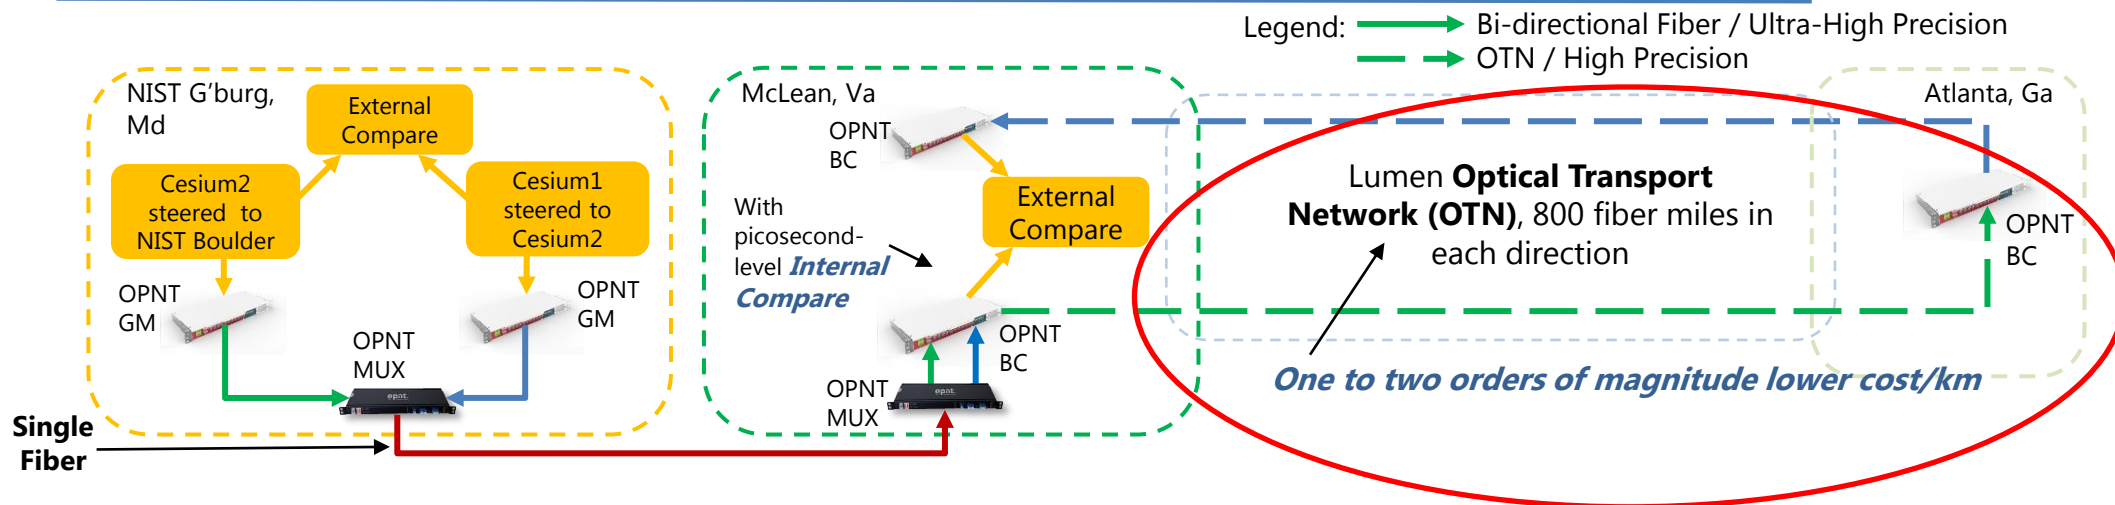 Legend:
Bi-directional Fiber / Ultra-High Precision
OTN / High Precision
NIST G'burg,
Md
External
Compare
Cesium2
steered to
NIST Boulder
Cesium1
steered to
Cesium2
OPNT
GM
OPNT
GM
OPNT
MUX
opnt.
Single
Fiber
McLean, Va
OPNT
BC
External
Compare
With
picosecond-
level Internal
Compare
OPNT
BC
OPNT
MUX
opnt.
Lumen Optical Transport
Network (OTN), 800 fiber miles in
each direction
One to two orders of magnitude lower cost/km
Atlanta, Ga
OPNT
BC